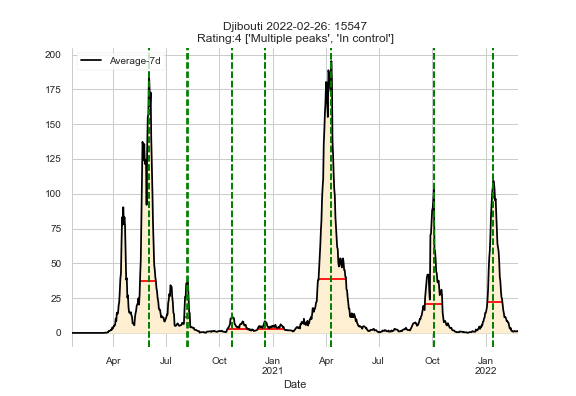 Djibouti 2022-02-26: 15547
Rating:4 ['Multiple peaks', 'In control']
Average-7d
200
175
150
125
100
75
50
25
0
Apr
Jul
Oct
Jan
2021
Apr
Jul
Oct
Jan
2022
Date